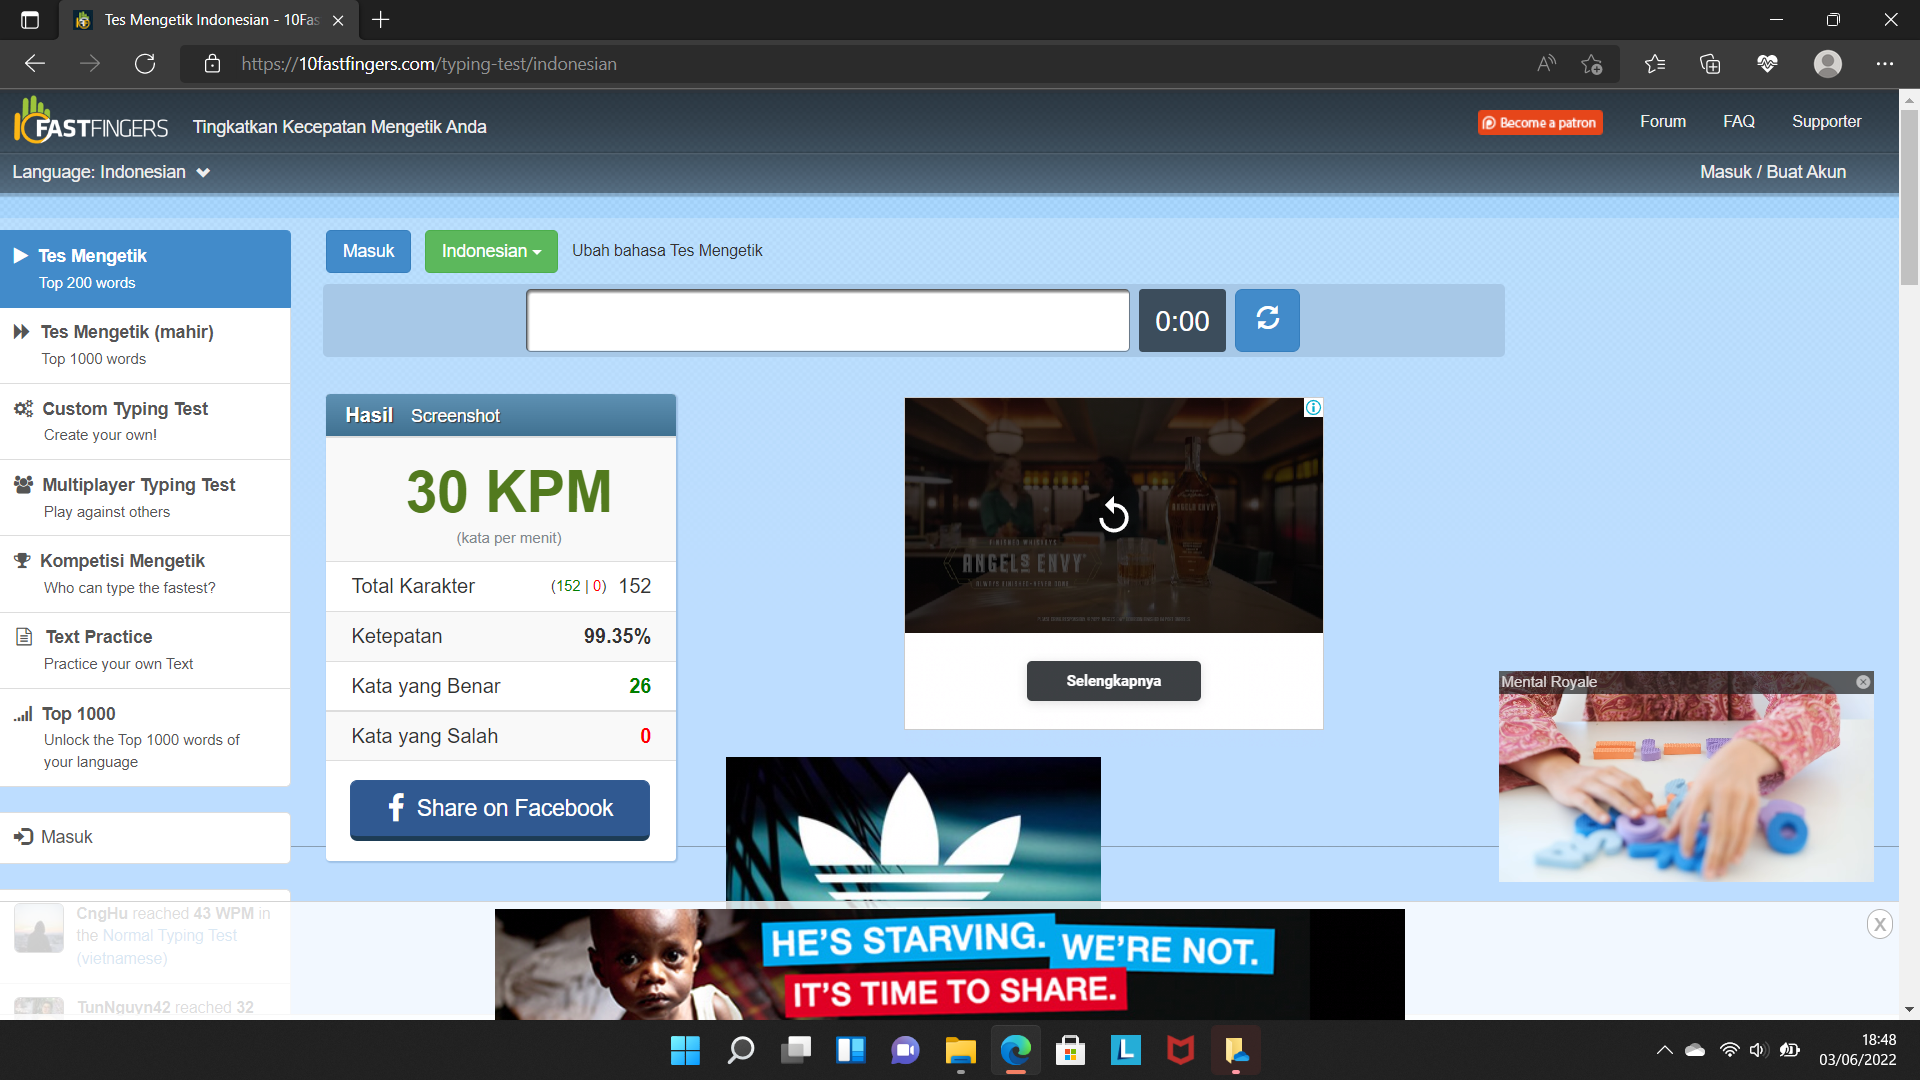 Tes Mengetik Indonesian - 10Fas
https://10fastfingers.com/typing-test/indonesian
FASTFINGERS
Tingkatkan Kecepatan Mengetik Anda
Become a patron
Forum
FAQ
Supporter
Language: Indonesian
Masuk / Buat Akun
Tes Mengetik
Top 200 words
Tes Mengetik (mahir)
Top 1000 words
Custom Typing Test
Create your own!
Multiplayer Typing Test
Play against others
Kompetisi Mengetik
Who can type the fastest?
Text Practice
Practice your own Text
Top 1000
Unlock the Top 1000 words of
your language
Masuk
CngHu reached 43 WPM in
the Normal Typing Test
(vietnamese)
TunNguyn42 reached 32
Masuk
Indonesian
Ubah bahasa Tes Mengetik
0:00
Hasil Screenshot
30 KPM
(kata per menit)
Total Karakter (152 | 0) 152
Ketepatan 99.35%
Kata yang Benar 26
Kata yang Salah 0
Share on Facebook
ANGEL'S ENVY
Selengkapnya
Mental Royale
HE'S STARVING. WE'RE NOT.
IT'S TIME TO SHARE.
X
18:48
03/06/2022